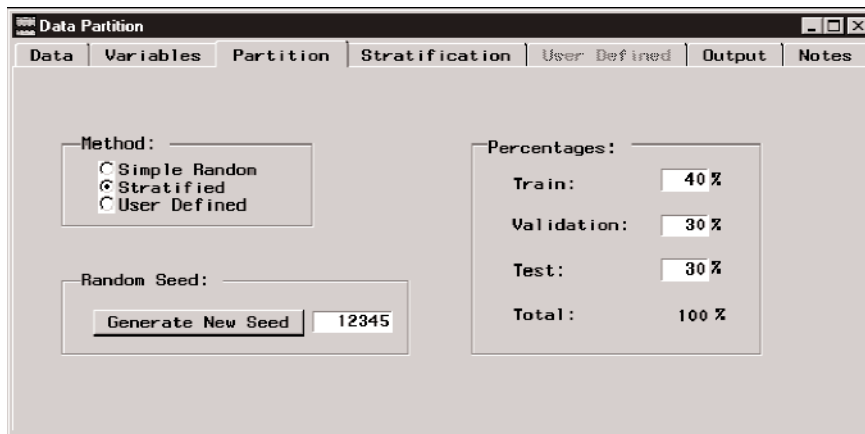 Data Partition
Data Variables Partition Stratification User Defined Output Notes
Method:
Simple Random
Stratified
User Defined
Random Seed:
Generate New Seed 12345
Percentages:
Train: 40 %
Validation: 30 %
Test: 30 %
Total: 100 %